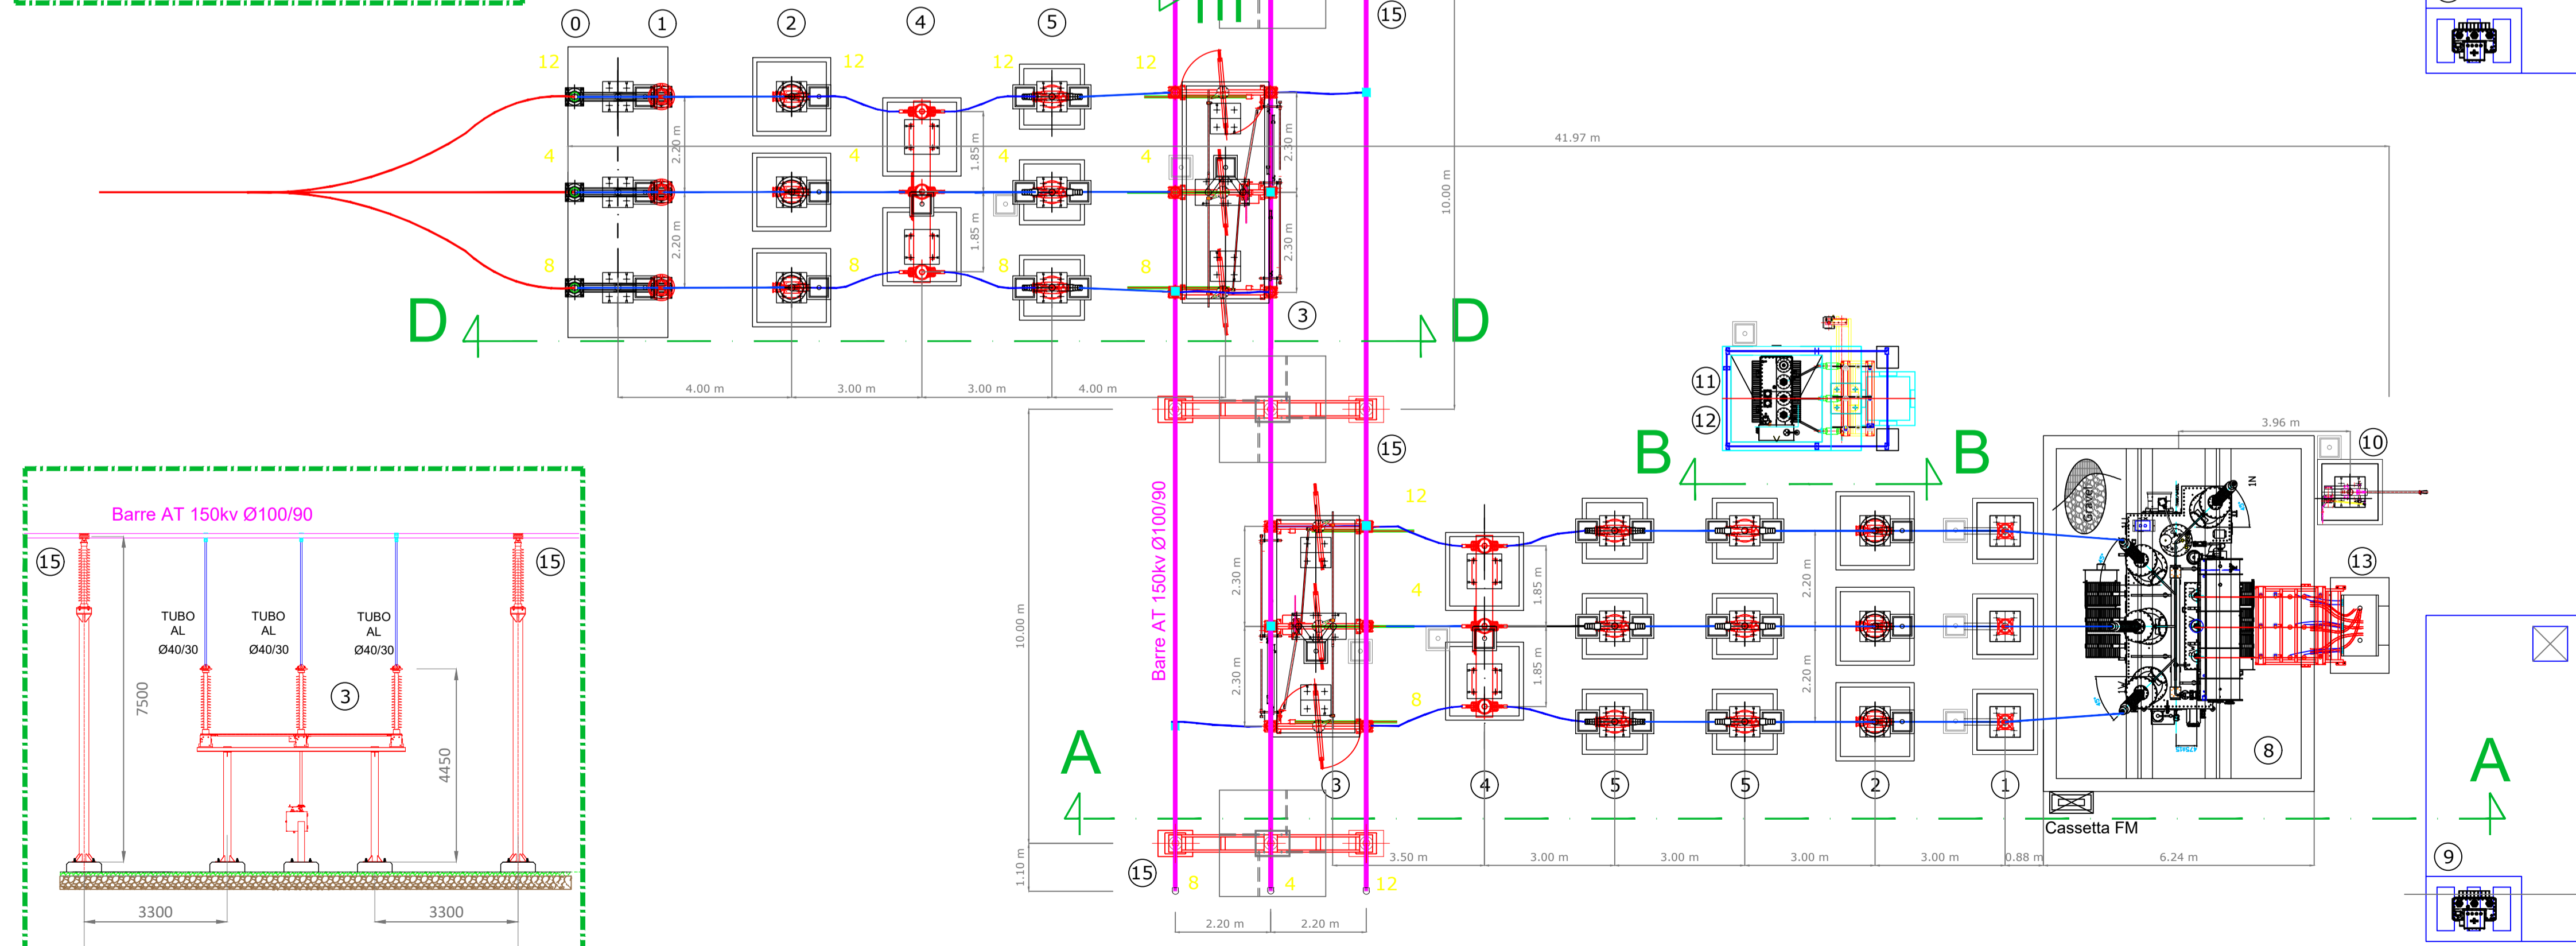 0
1
2
4
5
15
m
12
12
12
12
2.20 m
1.85 m
2.30 m
41.97 m
4
4
4
4
10.00 m
2.20 m
1.85 m
2.30 m
8
8
8
8
D
D
3
4.00 m
3.00 m
3.00 m
4.00 m
11
12
15
B
B
3.96 m
10
Barre AT 150kv Ø100/90
15
15
TUBO
AL
Ø40/30
TUBO
AL
Ø40/30
TUBO
AL
Ø40/30
3
7500
4450
3300
3300
Barre AT 150kv Ø100/90
12
4
8
2.30 m
2.30 m
1.85 m
1.85 m
2.20 m
2.20 m
10.00 m
Gravel
1N
13
8
A
A
3
4
5
5
2
1
Cassetta FM
3.50 m
3.00 m
3.00 m
3.00 m
3.00 m
0.88 m
6.24 m
1.10 m
15
8
4
12
2.20 m
2.20 m
9